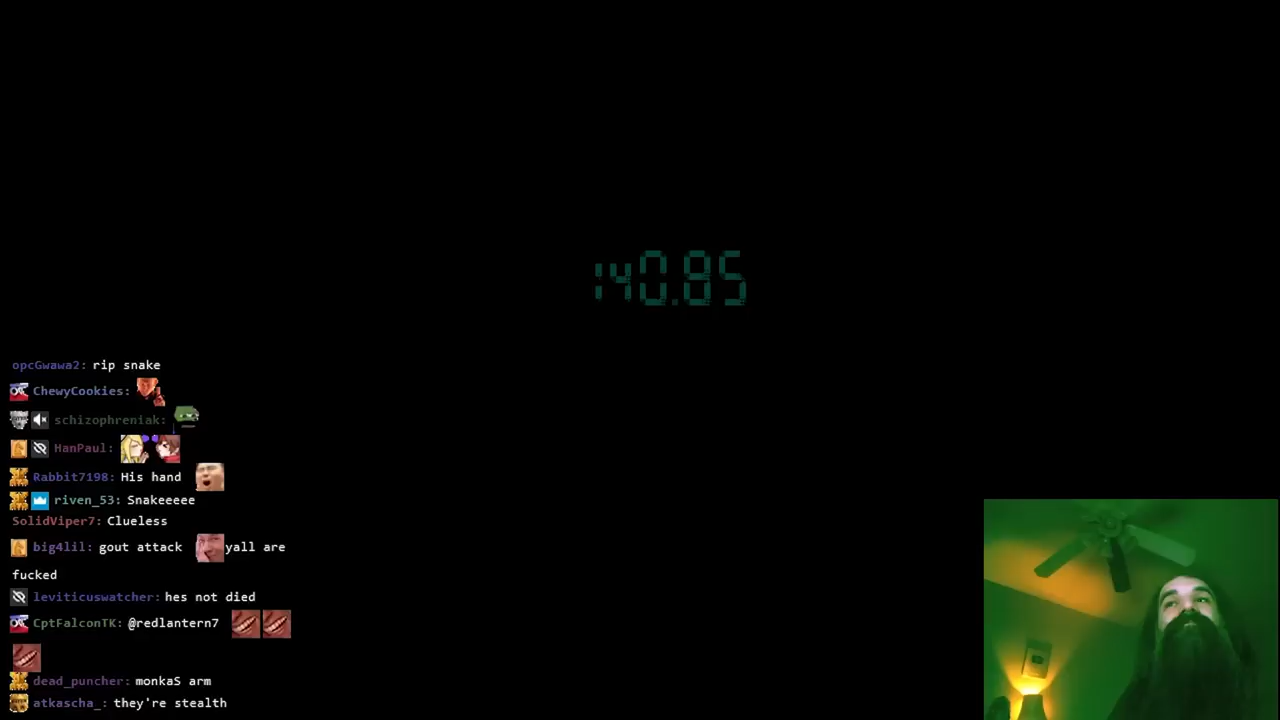 :40.85
opcGwawa2: rip snake
ChewyCookies:
schizophreniak:
HanPaul:
Rabbit7198: His hand
riven_53: Snakeeeee
SolidViper7: Clueless
big4lil: gout attack yall are
fucked
leviticuswatcher: hes not died
CptFalconTK: @redlantern7
dead_puncher: monkaS arm
atkascha_: they're stealth